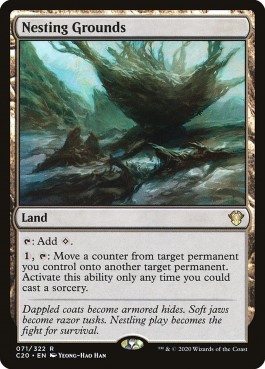 Nesting Grounds
Land
: Add .
1, : Move a counter from target permanent
you control onto another target permanent.
Activate this ability only any time you could
cast a sorcery.
Dappled coats become armored hides. Soft jaws
become razor tusks. Nestling play becomes the
fight for survival.
071/322 R
C20 • EN Yeong-Hao Han
™ & © 2020 Wizards of the Coast